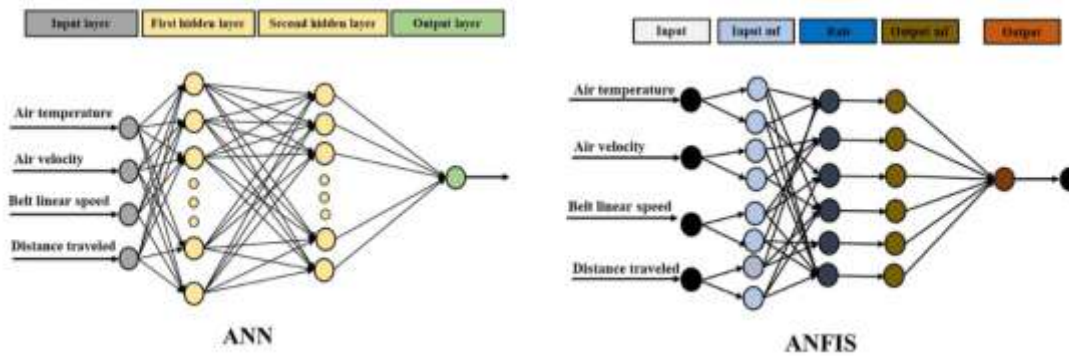 Input layer
First hidden layer
Second hidden layer
Output layer
Air temperature
Air velocity
Belt linear speed
Distance traveled
ANN
Input
Input mf
Rule
Output mf
Output
Air temperature
Air velocity
Belt linear speed
Distance traveled
ANFIS